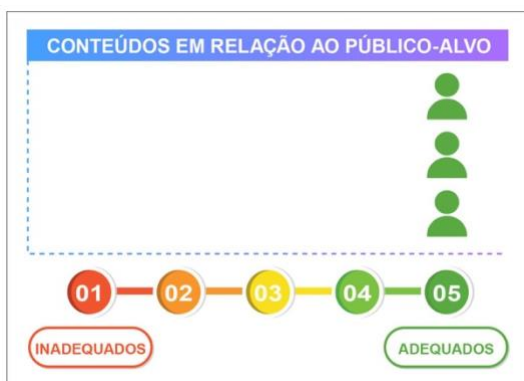 CONTEÚDOS EM RELAÇÃO AO PÚBLICO-ALVO
01 02 03 04 05
INADEQUADOS ADEQUADOS